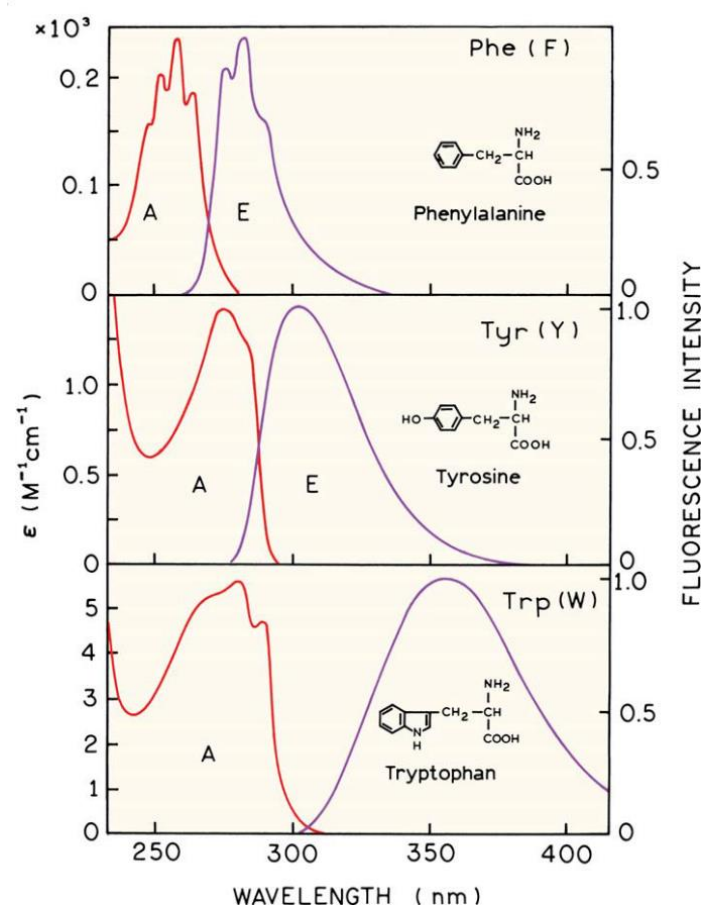 ×10³
Phe (F)
0.2
0.1
0
0.5
0
A
E
NH₂
CH₂–CH
COOH
Phenylalanine
Tyr (Y)
1.0
0.5
0
1.0
0.5
0
A
E
NH₂
HO
CH₂–CH
COOH
Tyrosine
Trp (W)
5
4
3
2
1
0
1.0
0.5
0
A
NH₂
CH₂–CH
COOH
N
H
Tryptophan
250
300
350
400
WAVELENGTH (nm)
ε (M⁻¹cm⁻¹)
FLUORESCENCE INTENSITY